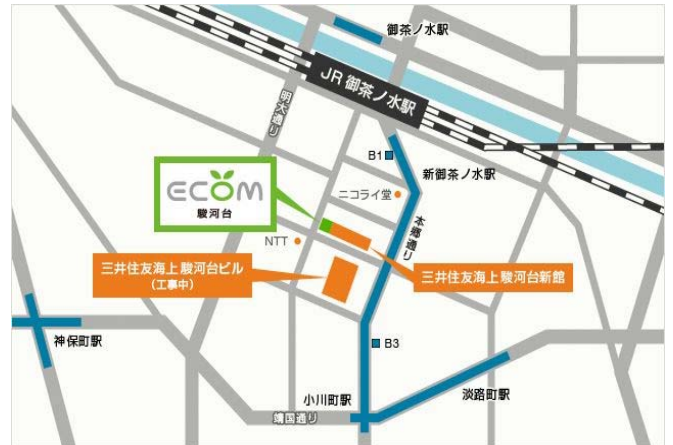 御茶ノ水駅
JR 御茶ノ水駅
明大通り
B1
新御茶ノ水駅
ECOM
駿河台
ニコライ堂
本郷通り
NTT
三井住友海上駿河台ビル
(工事中)
三井住友海上駿河台新館
神保町駅
B3
小川町駅
淡路町駅
靖国通り